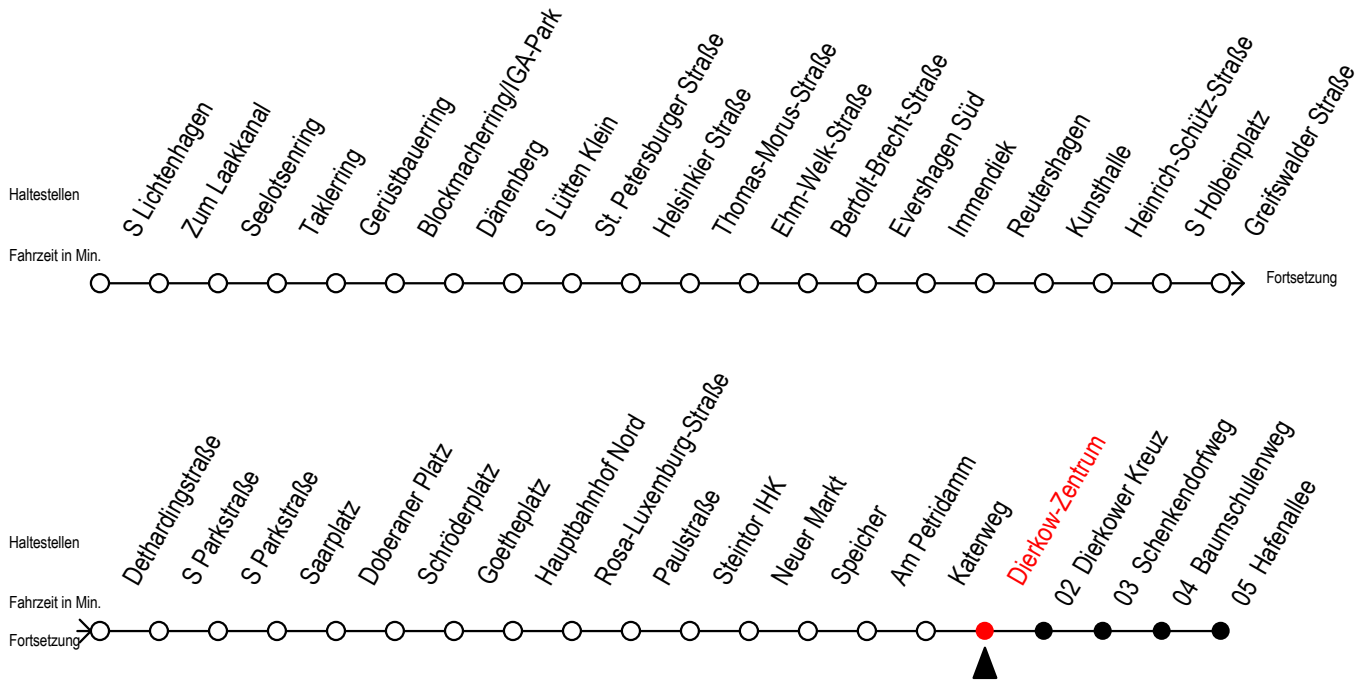 Haltestellen
S Lichtenhagen
Zum Laakkanal
Seelotsenring
Taklerring
Gerüstbauerring
Blockmacherring/IGA-Park
Dänenberg
S Lütten Klein
St. Petersburger Straße
Helsinkier Straße
Thomas-Morus-Straße
Ehm-Welk-Straße
Bertolt-Brecht-Straße
Evershagen Süd
Immendiek
Reutershagen
Kunsthalle
Heinrich-Schütz-Straße
S Holbeinplatz
Greifswalder Straße
Fahrzeit in Min.
Fortsetzung
Haltestellen
Dethardingstraße
S Parkstraße
S Parkstraße
Saarplatz
Doberaner Platz
Schröderplatz
Goetheplatz
Hauptbahnhof Nord
Rosa-Luxemburg-Straße
Paulstraße
Steintor IHK
Neuer Markt
Speicher
Am Petridamm
Katenweg
Dierkow-Zentrum
02 Dierkower Kreuz
03 Schenkendorfweg
04 Baumschulenweg
05 Hafenallee
Fahrzeit in Min.
Fortsetzung